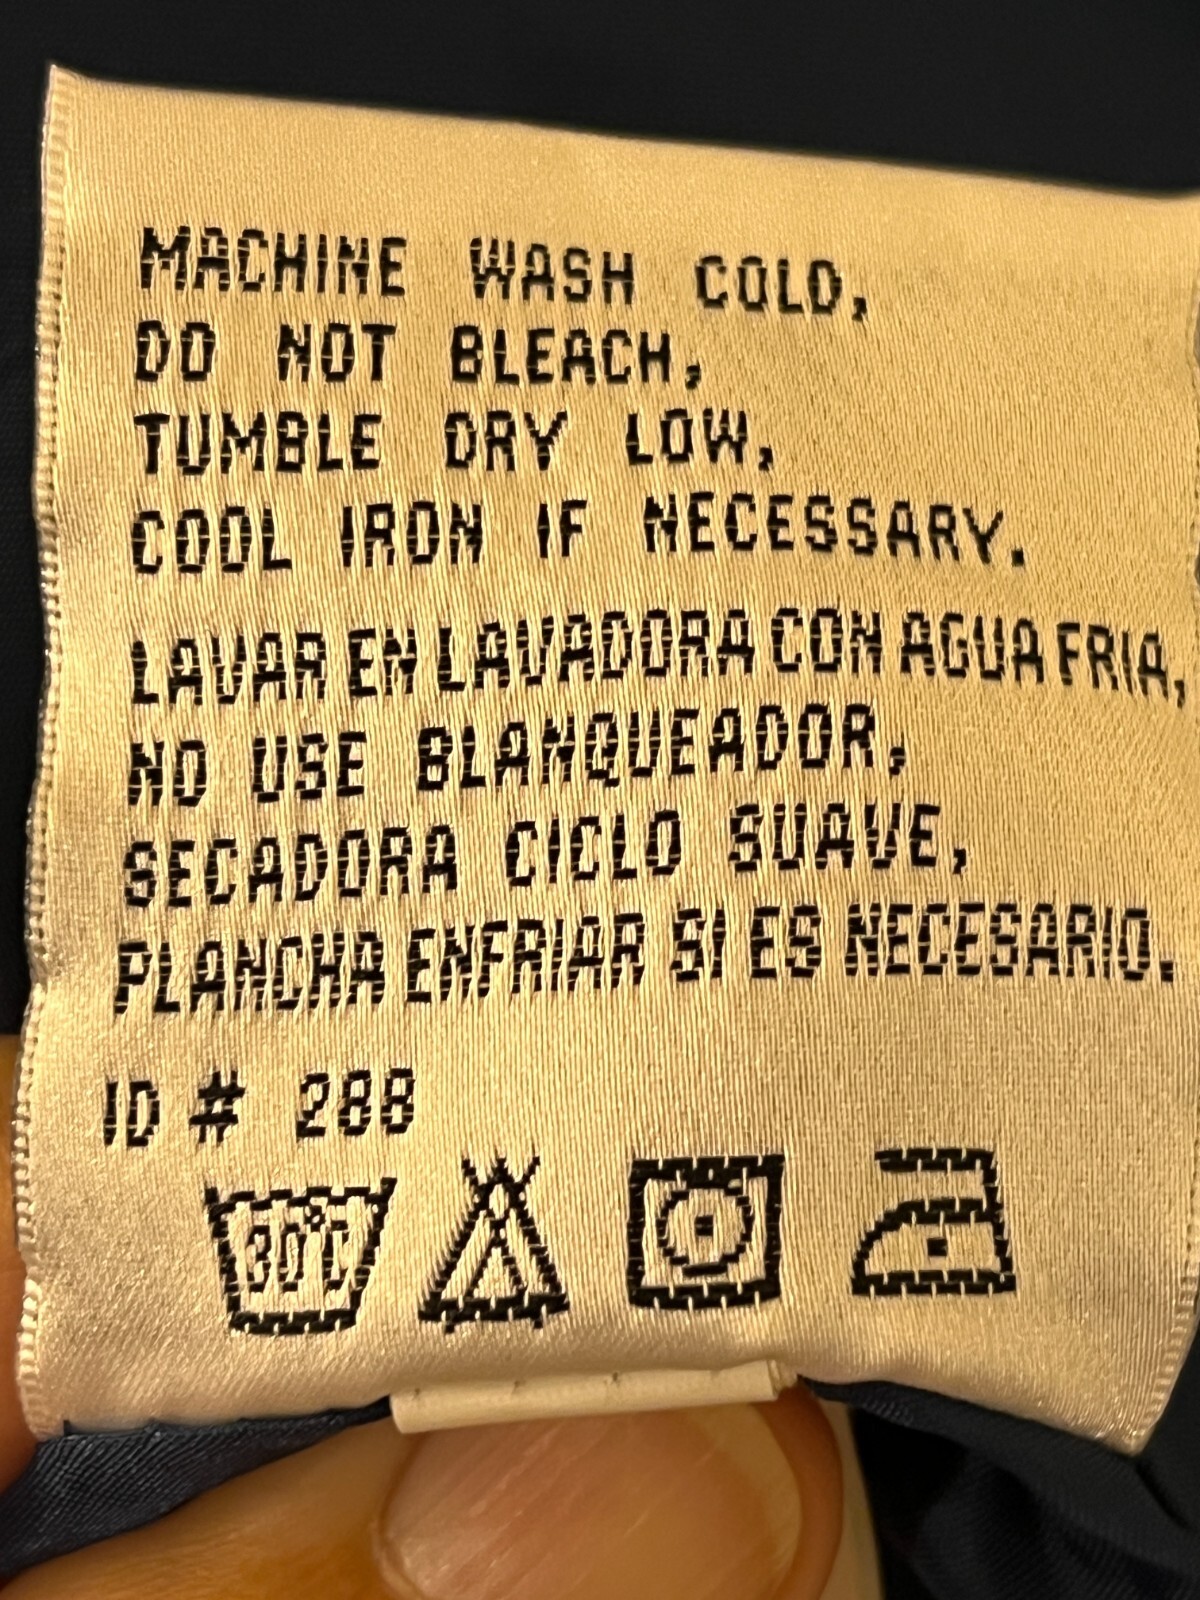 MACHINE WASH COLD,
DO NOT BLEACH,
TUMBLE DRY LOW,
COOL IRON IF NECESSARY.
LAVAR EN LAVADORA CON AGUA FRIA,
NO USE BLANQUEADOR,
SECADORA CICLO SUAVE,
PLANCHA ENFRIAR SI ES NECESARIO.
ID # 288
30°C